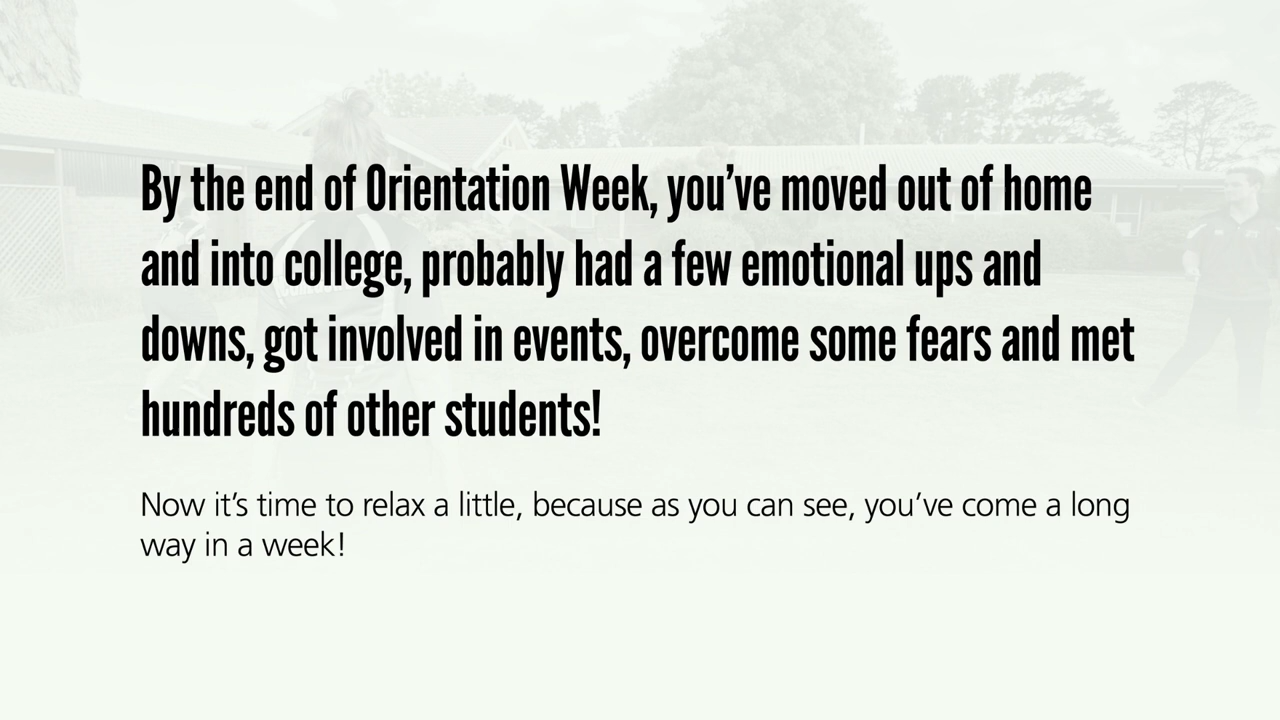 By the end of Orientation Week, you’ve moved out of home
and into college, probably had a few emotional ups and
downs, got involved in events, overcome some fears and met
hundreds of other students!
Now it’s time to relax a little, because as you can see, you’ve come a long
way in a week!